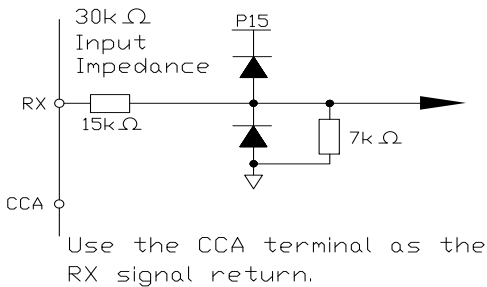 30kΩ
Input
Impedance
P15
RX
15kΩ
7kΩ
CCA
Use the CCA terminal as the
RX signal return.